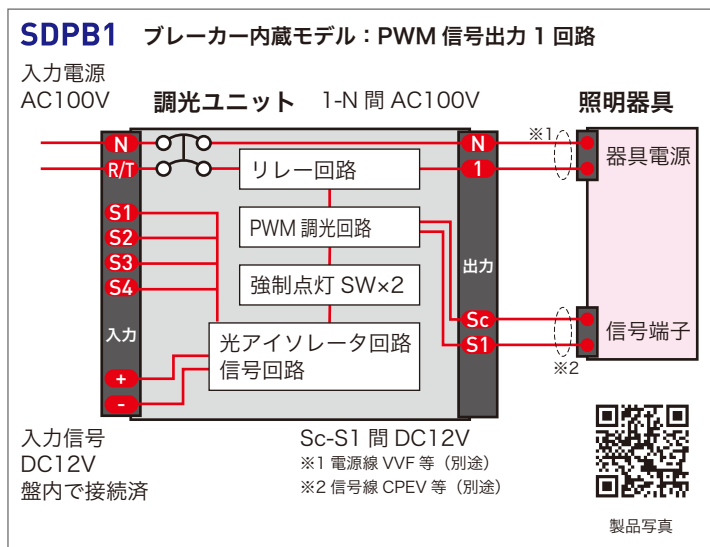 SDPB1 ブレーカー内蔵モデル：PWM 信号出力 1 回路
入力電源
AC100V
調光ユニット 1-N 間 AC100V
照明器具
N
R/T
S1
S2
S3
S4
入力
+
-
リレー回路
PWM 調光回路
強制点灯 SW×2
光アイソレータ回路
信号回路
N
1
出力
Sc
S1
※1
器具電源
信号端子
※2
入力信号
DC12V
盤内で接続済
Sc-S1 間 DC12V
※1 電源線 VVF 等（別途）
※2 信号線 CPEV 等（別途）
製品写真